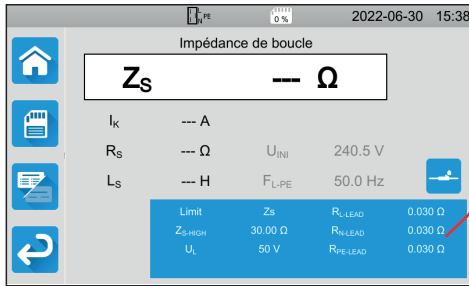 L N PE 0 % 2022-06-30 15:38
Impédance de boucle
Zs --- Ω
IK --- A
RS --- Ω UINI 240.5 V
LS --- H FL-PE 50.0 Hz
Limit Zs RL-LEAD 0.030 Ω
ZS-HIGH 30.00 Ω RN-LEAD 0.030 Ω
UL 50 V RPE-LEAD 0.030 Ω